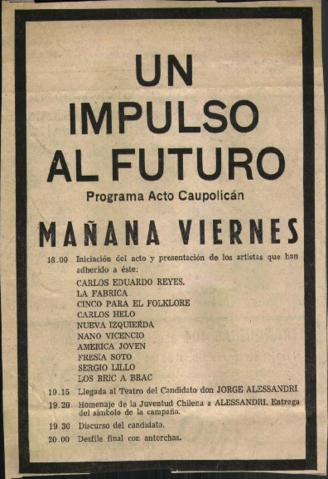 UN
IMPULSO
AL FUTURO
Programa Acto Caupolicán
MAÑANA VIERNES
18.00 Iniciación del acto y presentación de los artistas que han
adherido a éste:
CARLOS EDUARDO REYES.
LA FABRICA
CINCO PARA EL FOLKLORE
CARLOS HELO
NUEVA IZQUIERDA
NANO VICENCIO
AMERICA JOVEN
FRESIA SOTO
SERGIO LILLO
LOS BRIC A BRAC
19.15 Llegada al Teatro del Candidato don JORGE ALESSANDRI
19.20 Homenaje de la Juventud Chilena a ALESSANDRI. Entrega
del símbolo de la campaña.
19.30 Discurso del candidato.
20.00 Desfile final con antorchas.